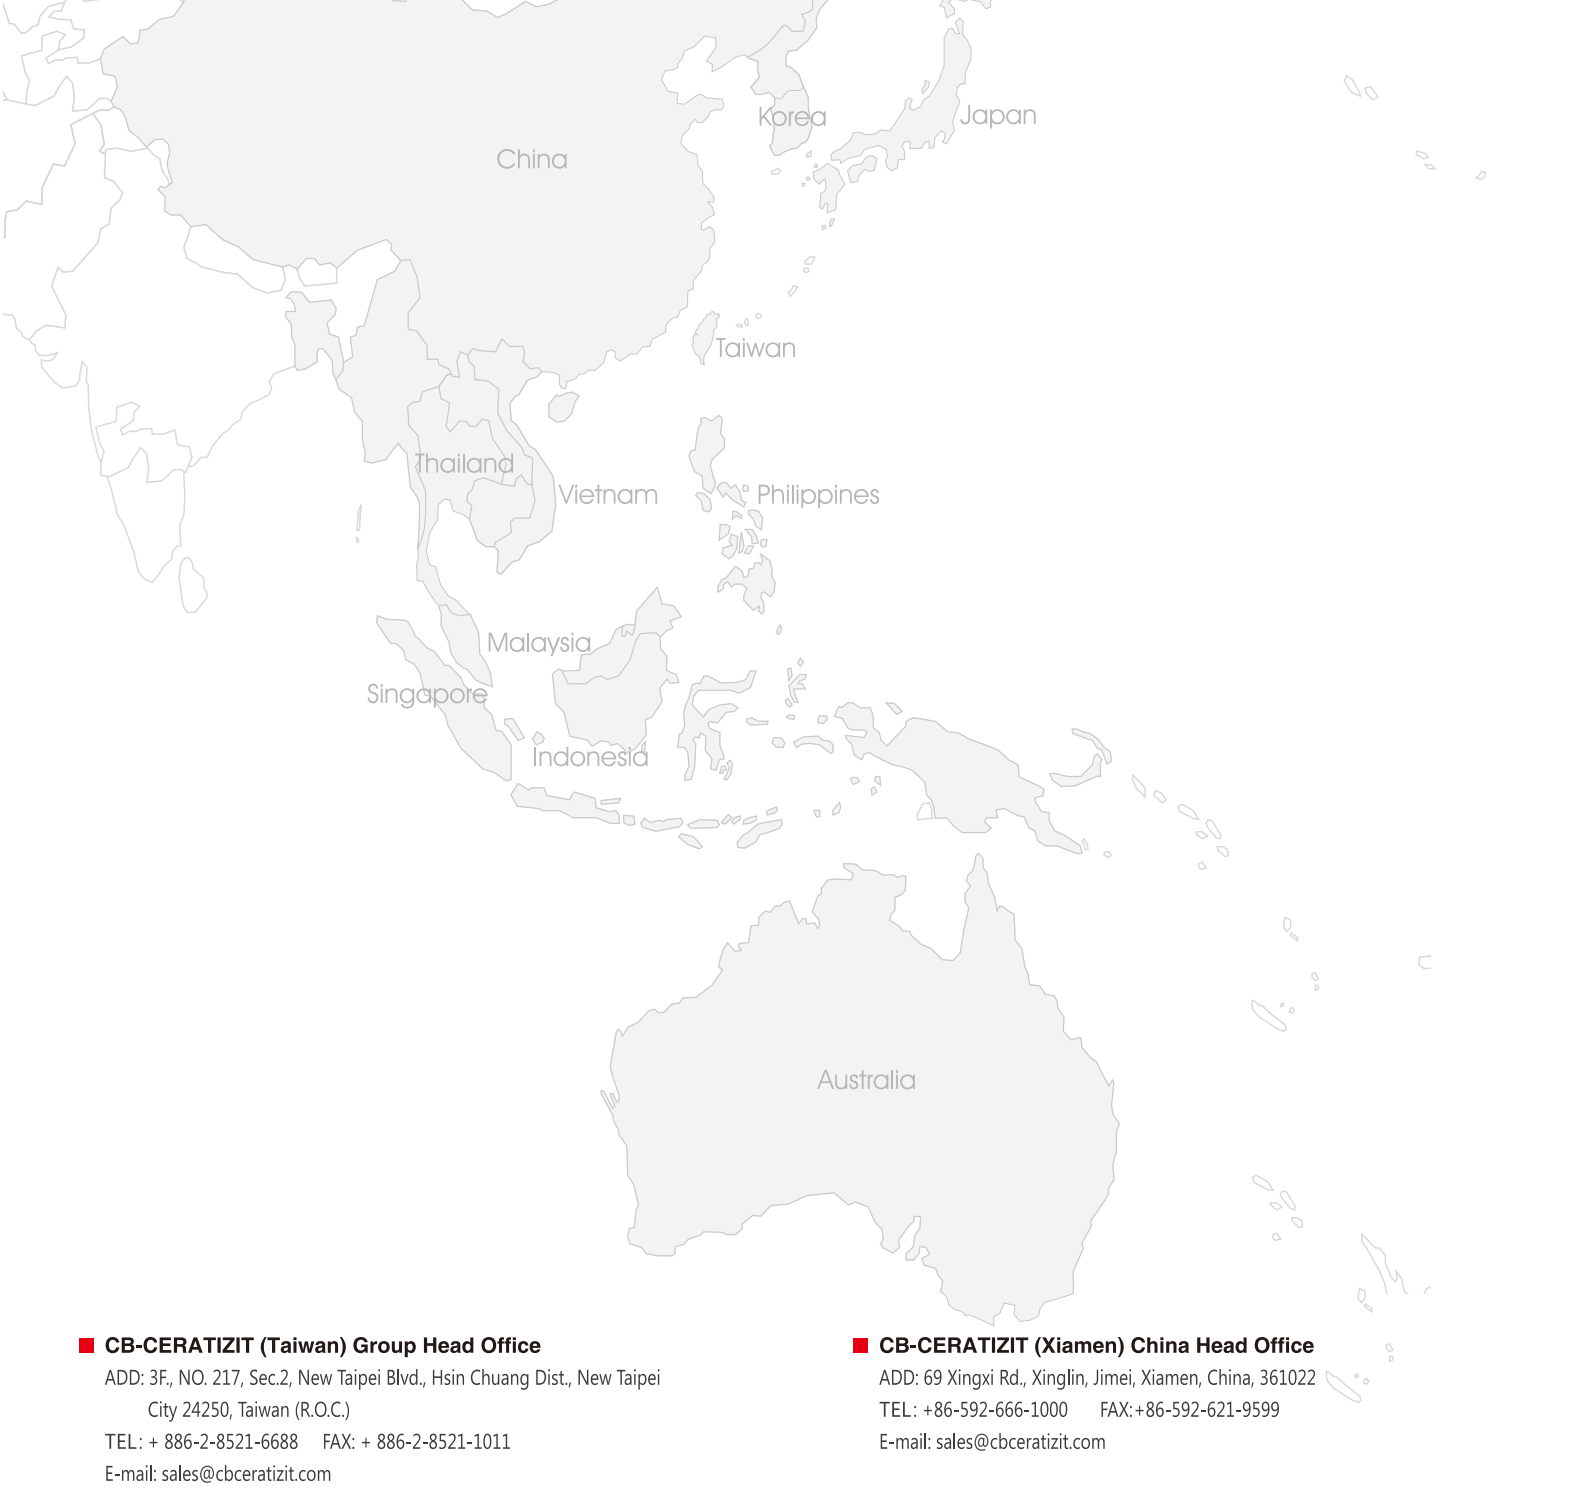 Korea
Japan
China
Taiwan
Thailand
Vietnam
Philippines
Malaysia
Singapore
Indonesia
Australia
CB-CERATIZIT (Taiwan) Group Head Office
ADD: 3F., NO. 217, Sec.2, New Taipei Blvd., Hsin Chuang Dist., New Taipei
City 24250, Taiwan (R.O.C.)
TEL: + 886-2-8521-6688 FAX: + 886-2-8521-1011
E-mail: sales@cbceratizit.com
CB-CERATIZIT (Xiamen) China Head Office
ADD: 69 Xingxi Rd., Xinglin, Jimei, Xiamen, China, 361022
TEL: +86-592-666-1000 FAX:+86-592-621-9599
E-mail: sales@cbceratizit.com